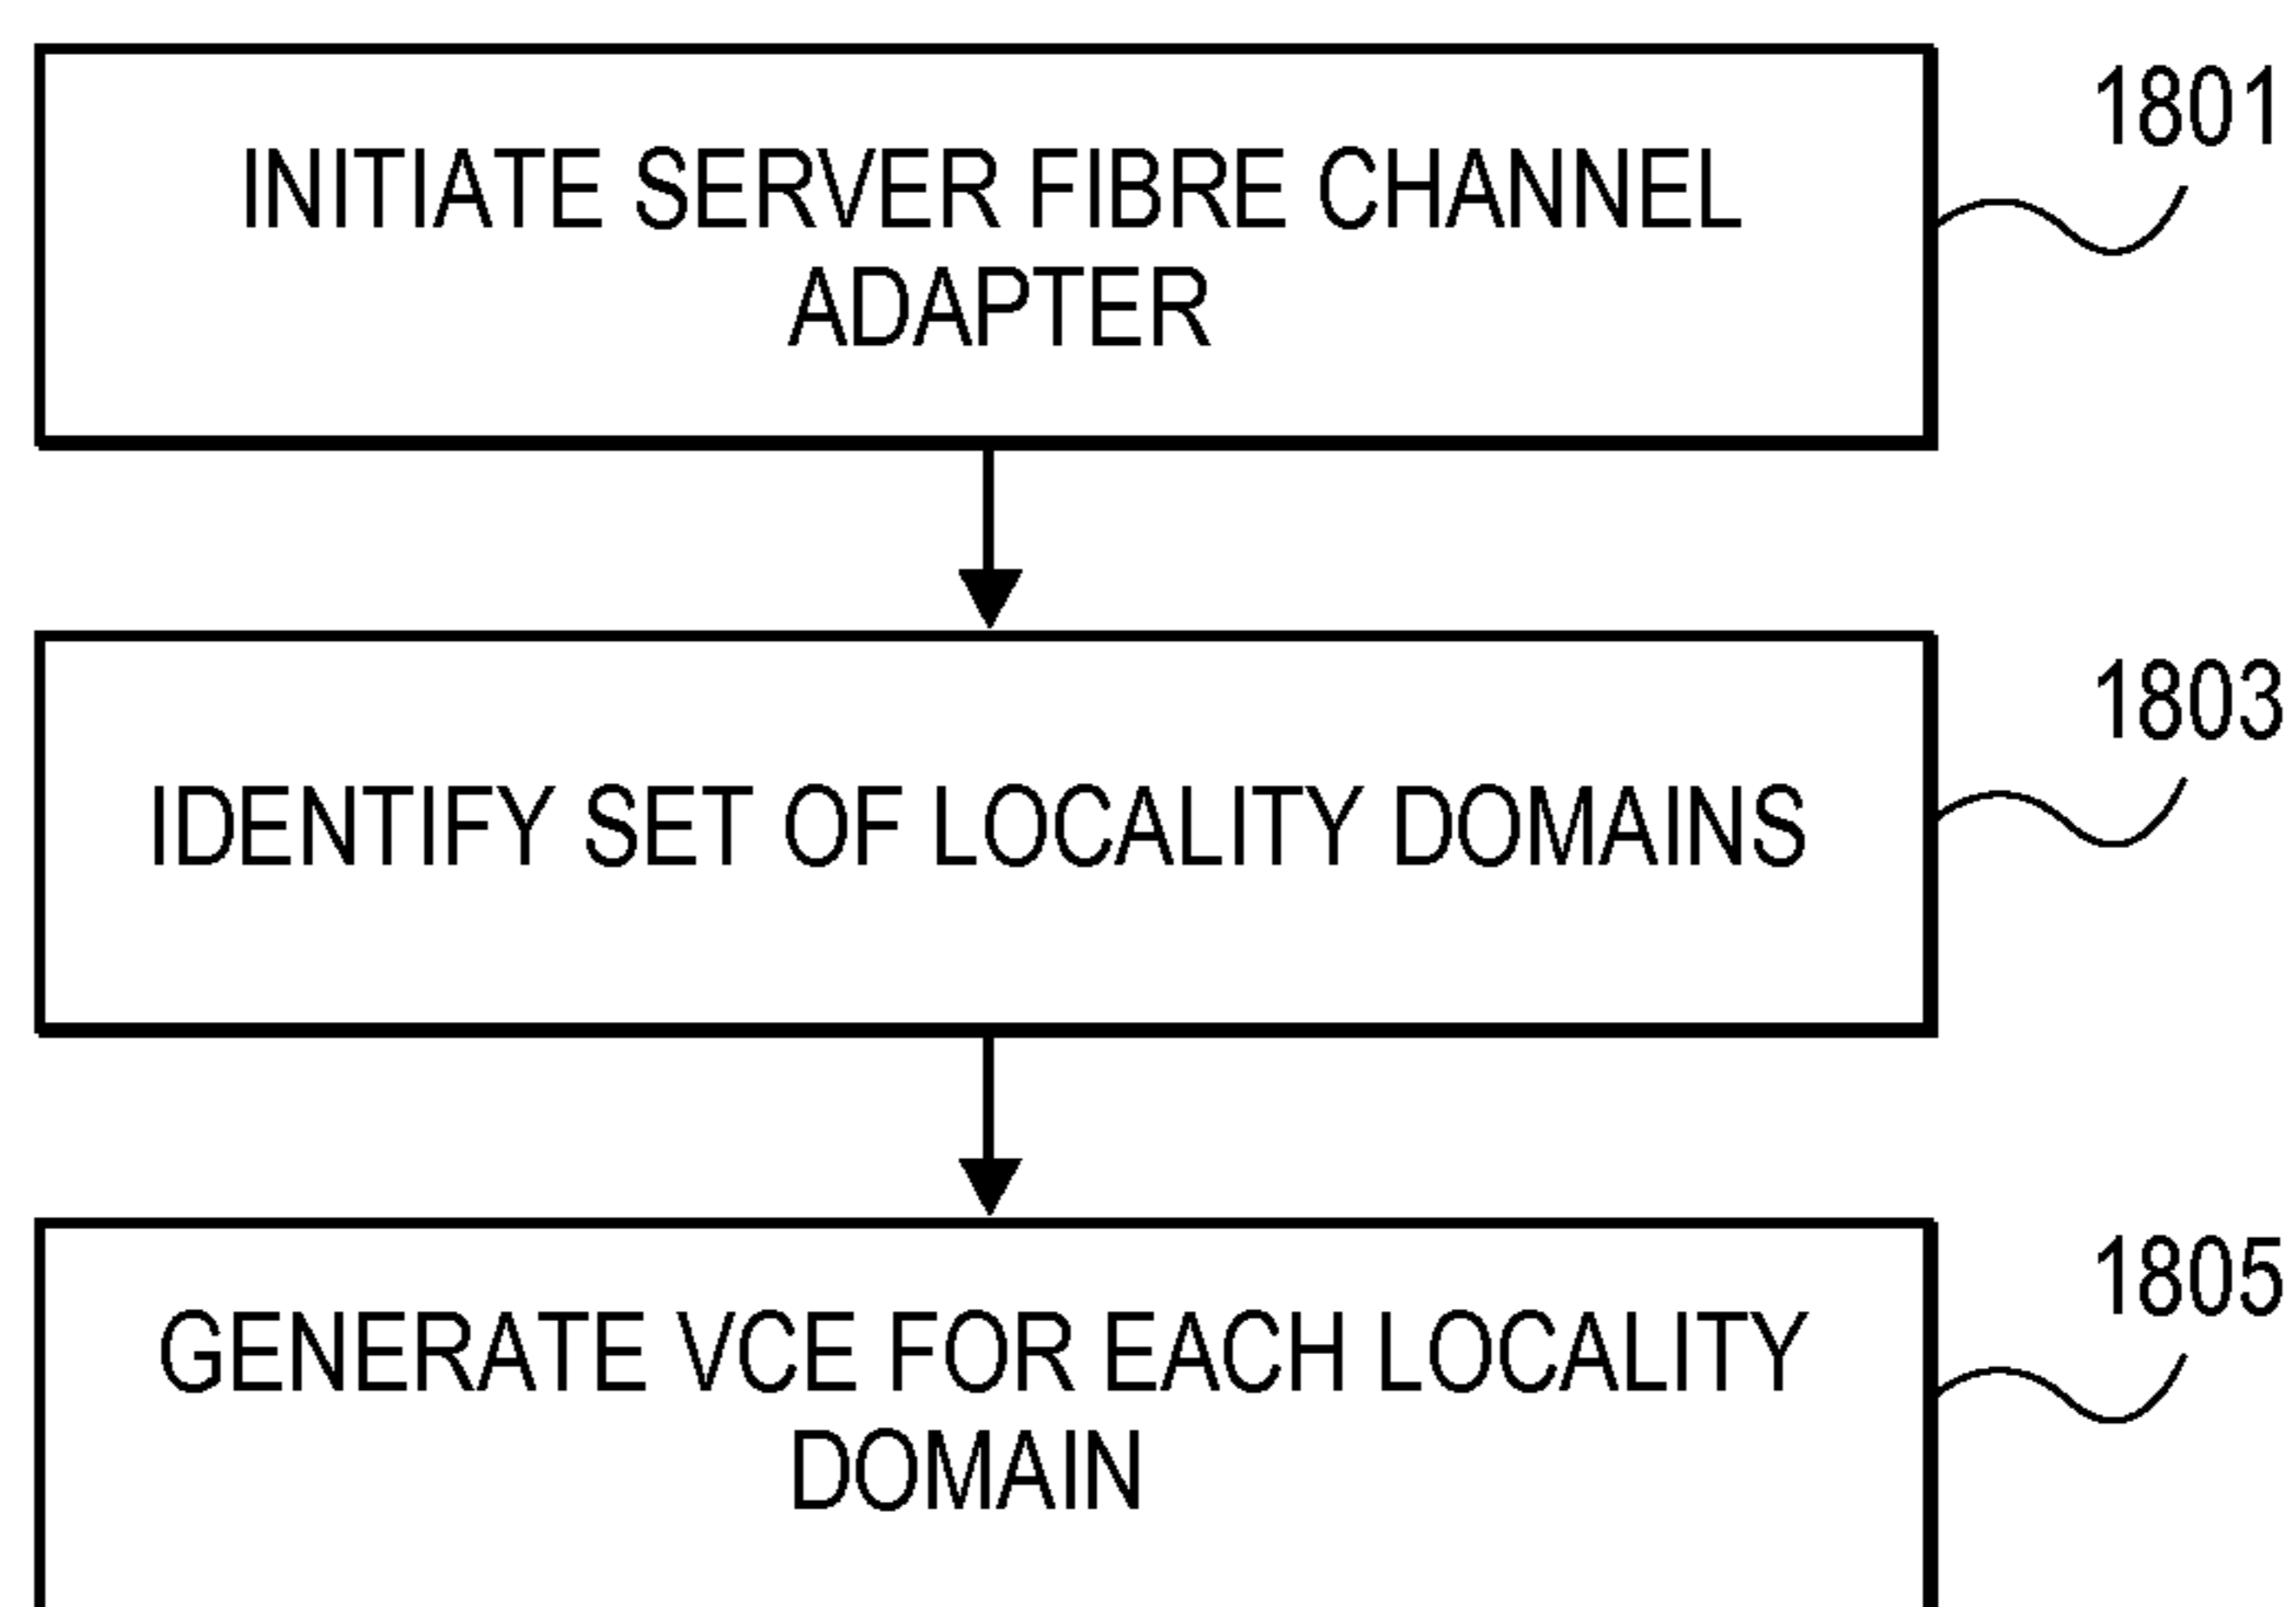 1801
INITIATE SERVER FIBRE CHANNEL
ADAPTER
1803
IDENTIFY SET OF LOCALITY DOMAINS
1805
GENERATE VCE FOR EACH LOCALITY
DOMAIN